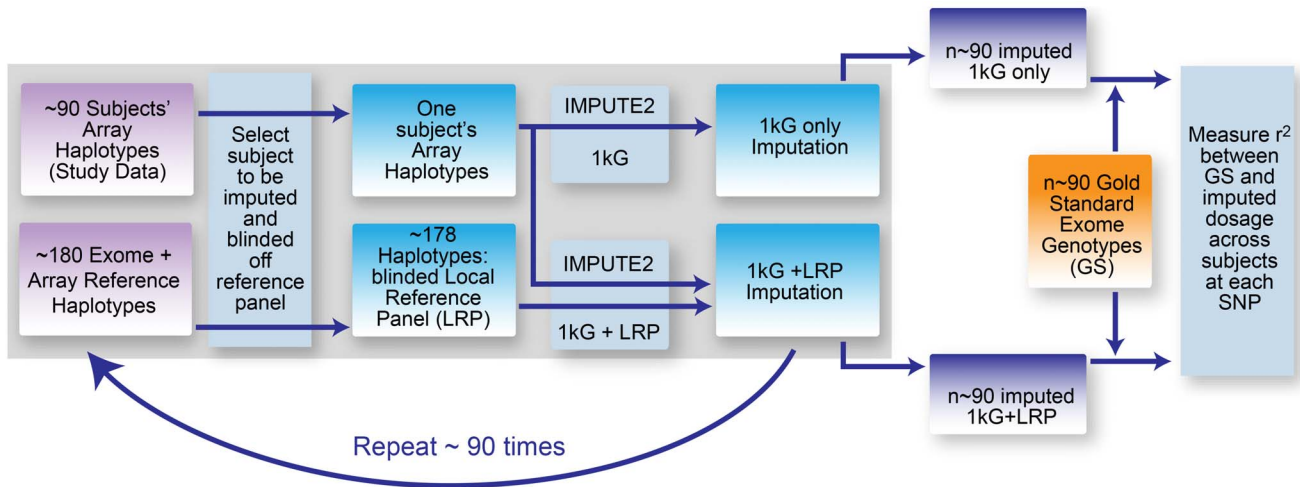 ~90 Subjects'
Array
Haplotypes
(Study Data)
~180 Exome +
Array Reference
Haplotypes
Select
subject
to be
imputed
and
blinded
off
reference
panel
One
subject's
Array
Haplotypes
~178
Haplotypes:
blinded Local
Reference
Panel (LRP)
IMPUTE2
1kG
IMPUTE2
1kG + LRP
1kG only
Imputation
1kG +LRP
Imputation
Repeat ~ 90 times
n~90 imputed
1kG only
n~90 Gold
Standard
Exome
Genotypes
(GS)
n~90 imputed
1kG+LRP
Measure r²
between
GS and
imputed
dosage
across
subjects
at each
SNP